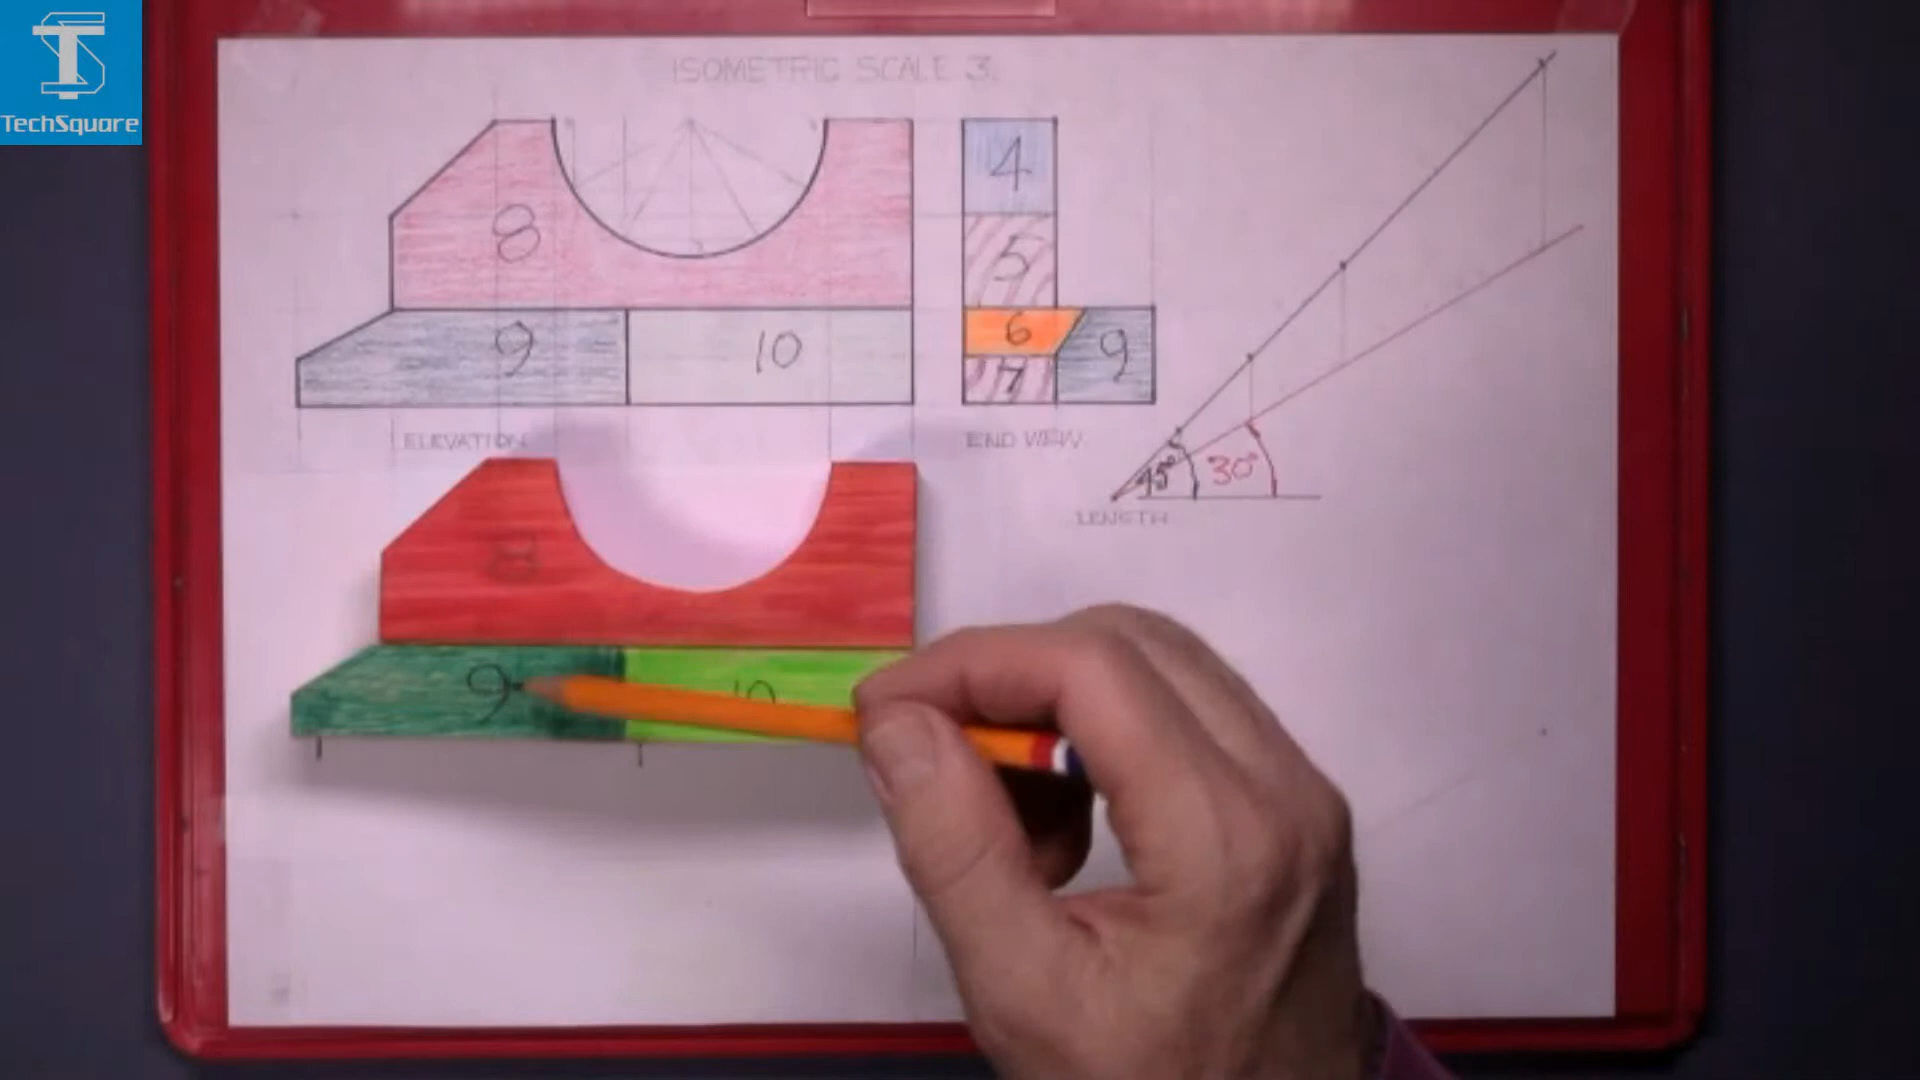 TechSquare
ISOMETRIC SCALE 3.
8
9
10
4
5
6
7
9
ELEVATION
END VIEW.
45°
30°
LENGTH
8
9
10